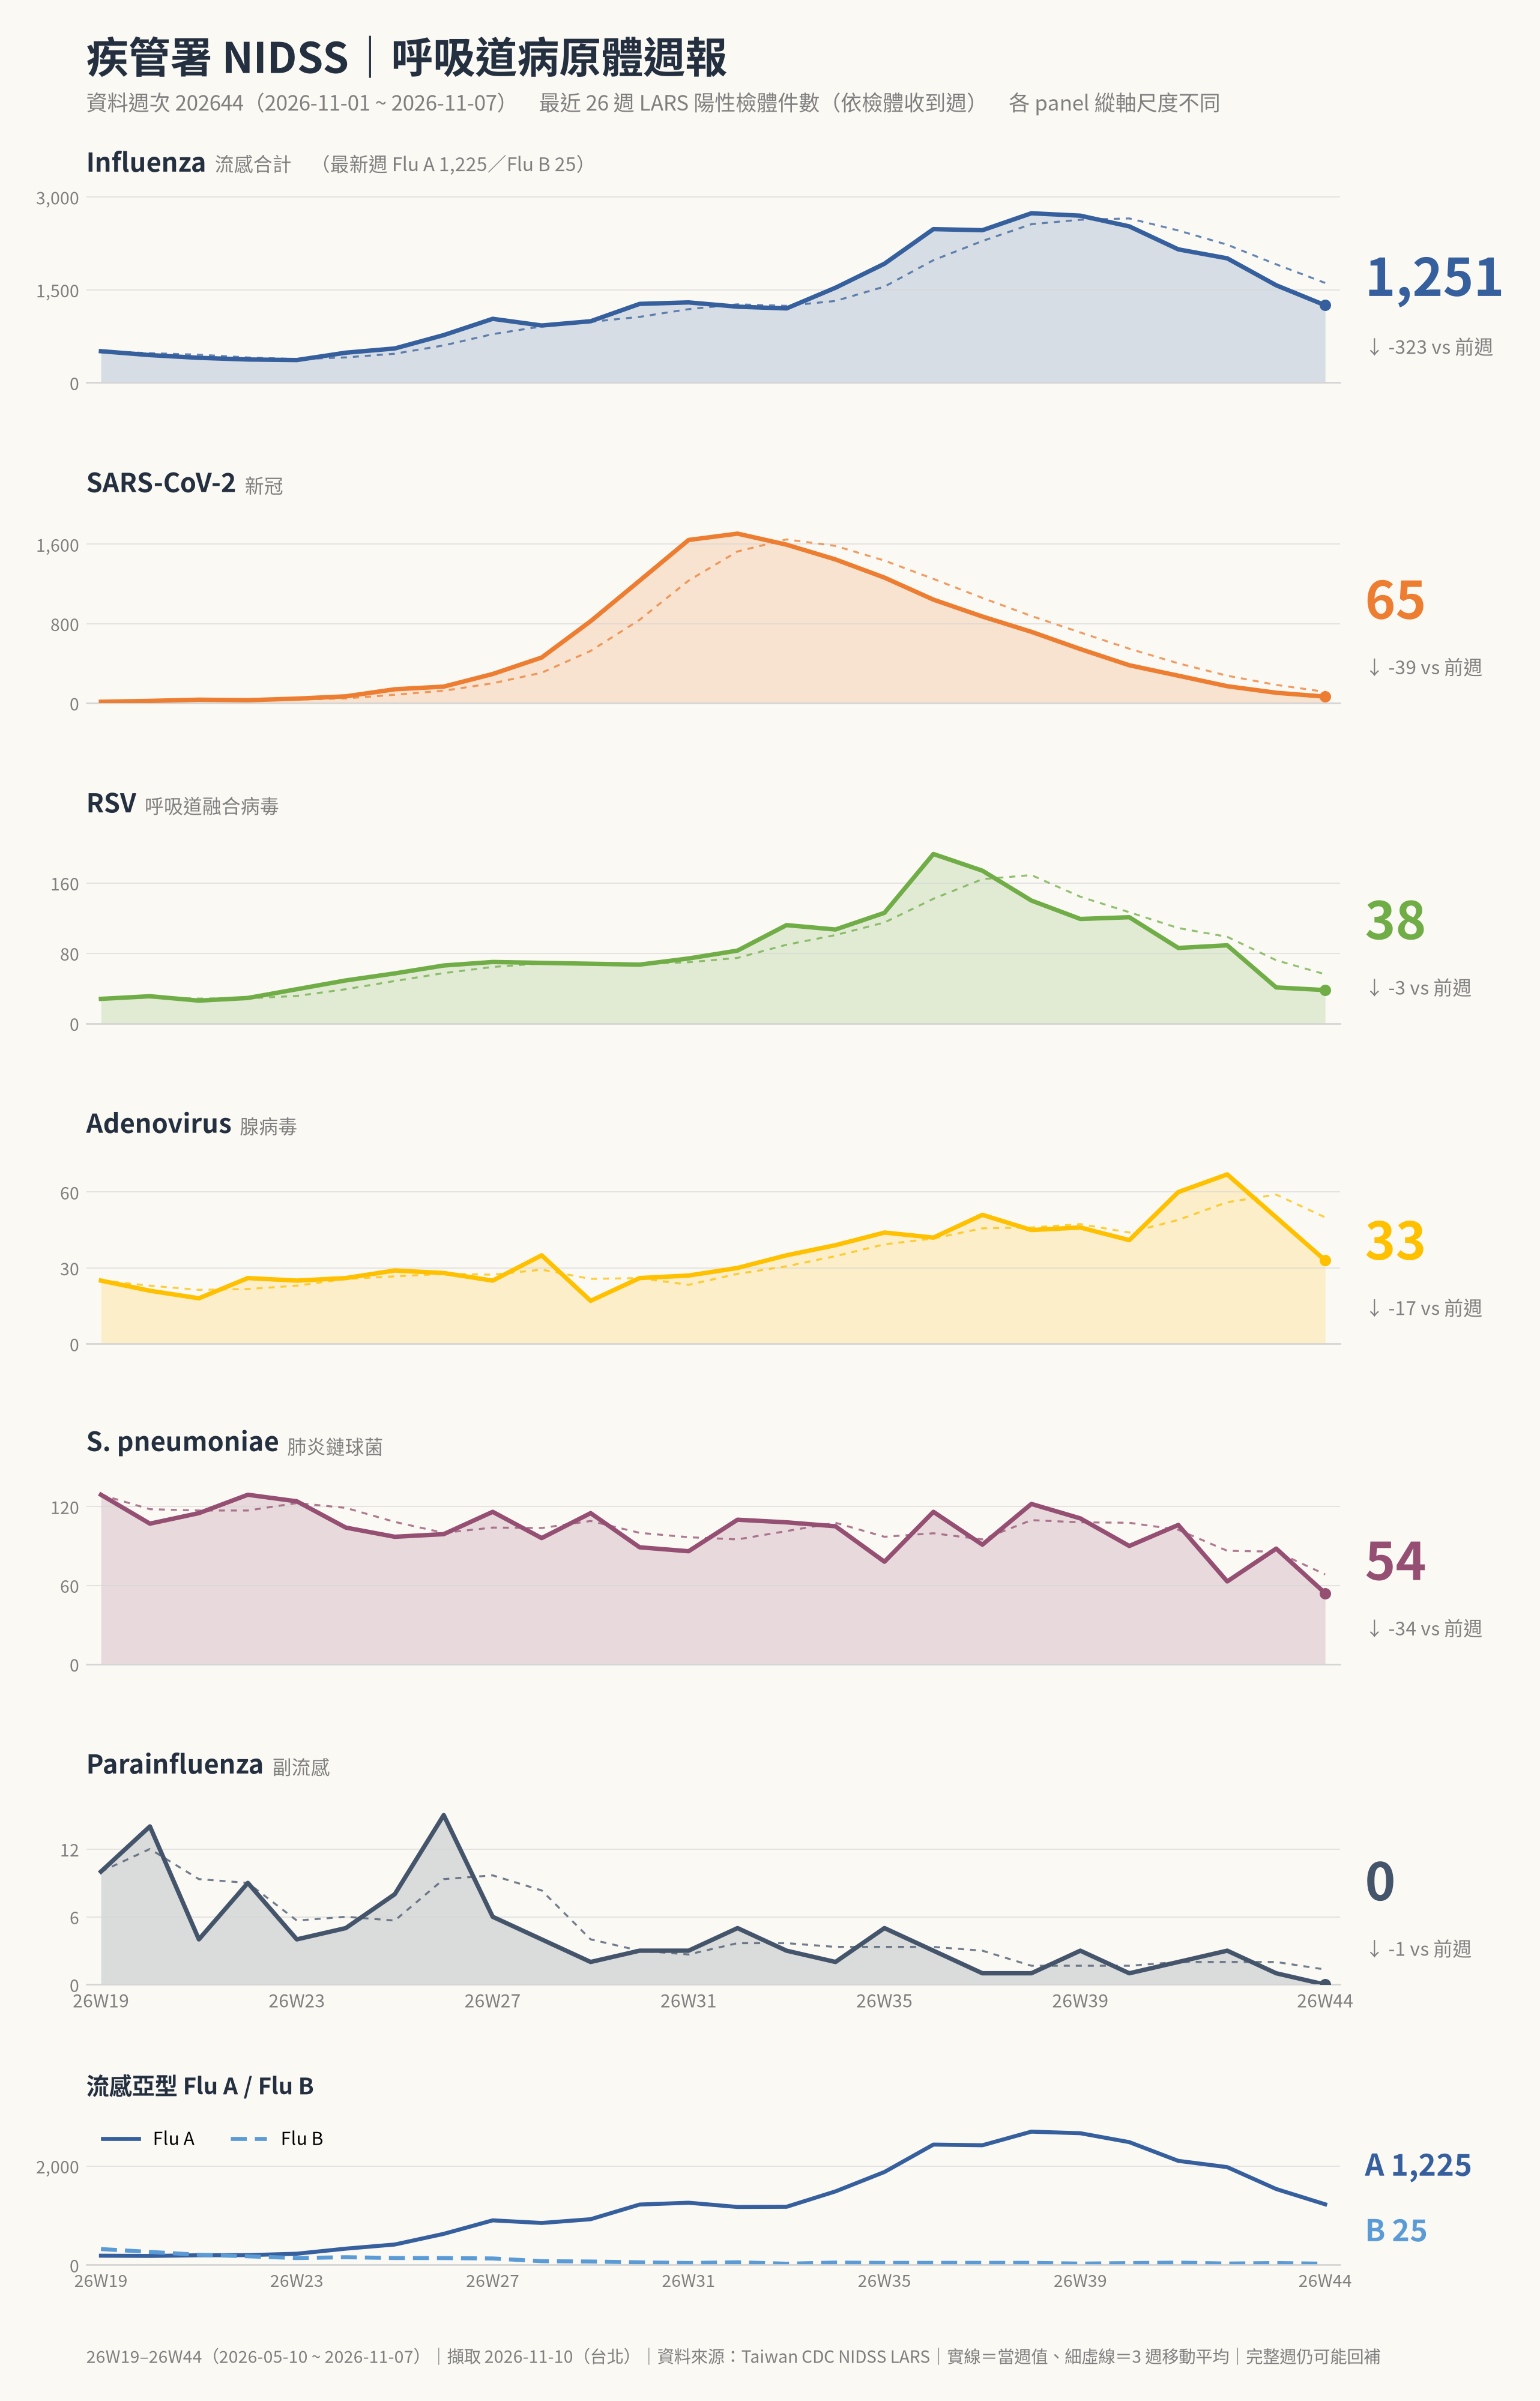 疾管署 NIDSS｜呼吸道病原體週報
資料週次 202644（2026-11-01 ~ 2026-11-07） 最近 26 週 LARS 陽性檢體件數（依檢體收到週） 各 panel 縱軸尺度不同
Influenza 流感合計 （最新週 Flu A 1,225／Flu B 25）
3,000
1,500
0
1,251
↓ -323 vs 前週
SARS-CoV-2 新冠
1,600
800
0
65
↓ -39 vs 前週
RSV 呼吸道融合病毒
160
80
0
38
↓ -3 vs 前週
Adenovirus 腺病毒
60
30
0
33
↓ -17 vs 前週
S. pneumoniae 肺炎鏈球菌
120
60
0
54
↓ -34 vs 前週
Parainfluenza 副流感
12
6
0
0
↓ -1 vs 前週
26W19 26W23 26W27 26W31 26W35 26W39 26W44
流感亞型 Flu A / Flu B
Flu A Flu B
2,000
0
A 1,225
B 25
26W19 26W23 26W27 26W31 26W35 26W39 26W44
26W19–26W44（2026-05-10 ~ 2026-11-07）｜擷取 2026-11-10（台北）｜資料來源：Taiwan CDC NIDSS LARS｜實線＝當週值、細虛線＝3 週移動平均｜完整週仍可能回補